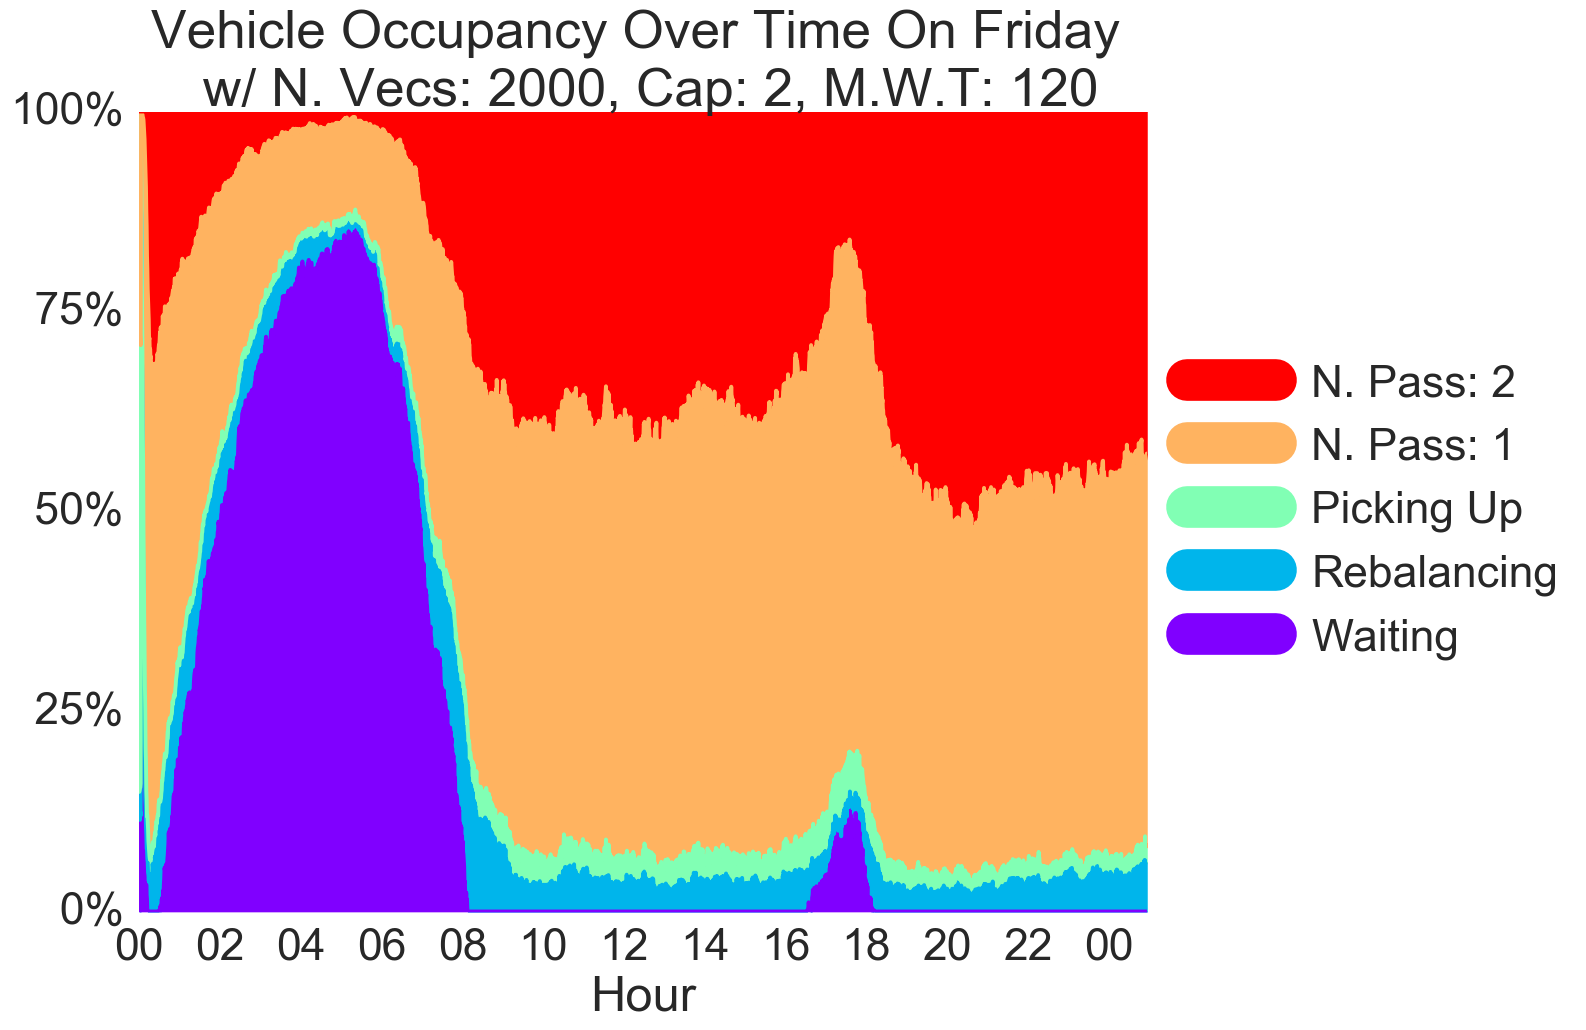 Vehicle Occupancy Over Time On Friday
w/ N. Vecs: 2000, Cap: 2, M.W.T: 120
100%
75%
50%
25%
0%
00 02 04 06 08 10 12 14 16 18 20 22 00
Hour
N. Pass: 2
N. Pass: 1
Picking Up
Rebalancing
Waiting